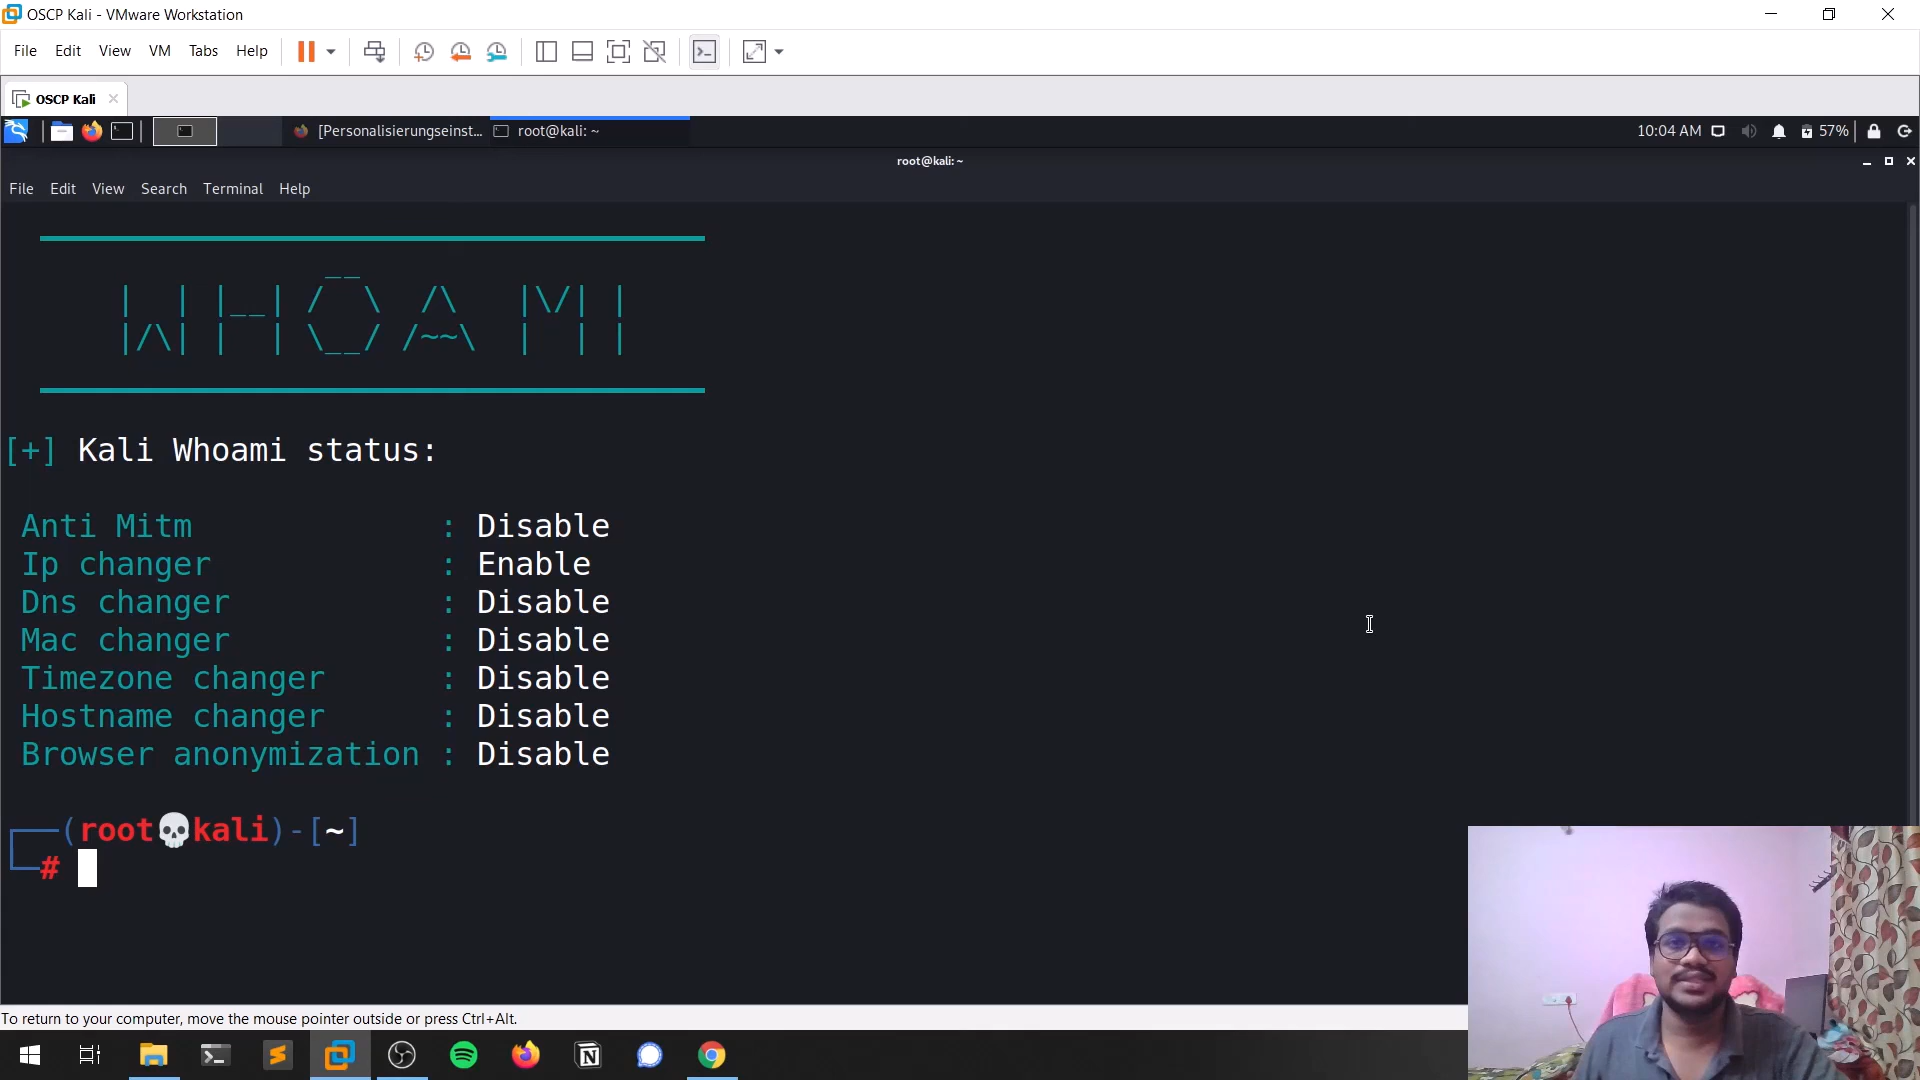 OSCP Kali - VMware Workstation
File Edit View VM Tabs Help
OSCP Kali
[Personalisierungseinst... root@kali: ~ 10:04 AM 57%
root@kali: ~
File Edit View Search Terminal Help
WHOAMI
[+] Kali Whoami status:
Anti Mitm : Disable
Ip changer : Enable
Dns changer : Disable
Mac changer : Disable
Timezone changer : Disable
Hostname changer : Disable
Browser anonymization : Disable
(root💀kali)-[~]
#
To return to your computer, move the mouse pointer outside or press Ctrl+Alt.